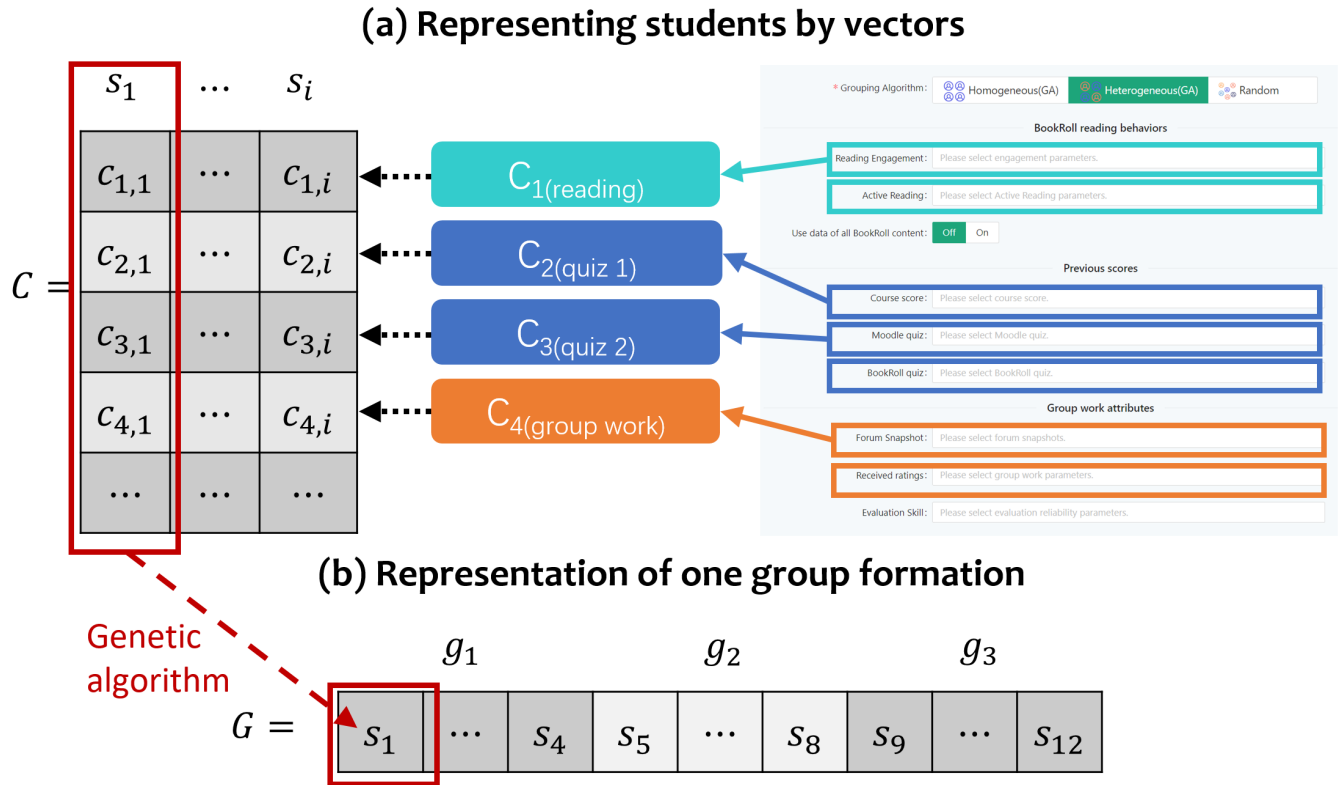 (a) Representing students by vectors
s₁ ... sᵢ
C =
c₁,₁ ... c₁,ᵢ
c₂,₁ ... c₂,ᵢ
c₃,₁ ... c₃,ᵢ
c₄,₁ ... c₄,ᵢ
... ... ...
C₁(reading)
C₂(quiz 1)
C₃(quiz 2)
C₄(group work)
* Grouping Algorithm: Homogeneous(GA) Heterogeneous(GA) Random
BookRoll reading behaviors
Reading Engagement: Please select engagement parameters.
Active Reading: Please select Active Reading parameters.
Use data of all BookRoll content: Off On
Previous scores
Course score: Please select course score.
Moodle quiz: Please select Moodle quiz.
BookRoll quiz: Please select BookRoll quiz.
Group work attributes
Forum Snapshot: Please select forum snapshots.
Received ratings: Please select group work parameters.
Evaluation Skill: Please select evaluation reliability parameters.
(b) Representation of one group formation
Genetic
algorithm
g₁ g₂ g₃
G = s₁ ... s₄ s₅ ... s₈ s₉ ... s₁₂